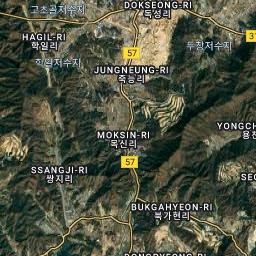 고초골저수지
DOKSEONG-RI
독성리
HAGIL-RI
학일리
57
두창저수지
학일저수지
JUNGNEUNG-RI
죽능리
MOKSIN-RI
목신리
YONGCH
용천
57
SSANGJI-RI
쌍지리
BUKGAHYEON-RI
북가현리